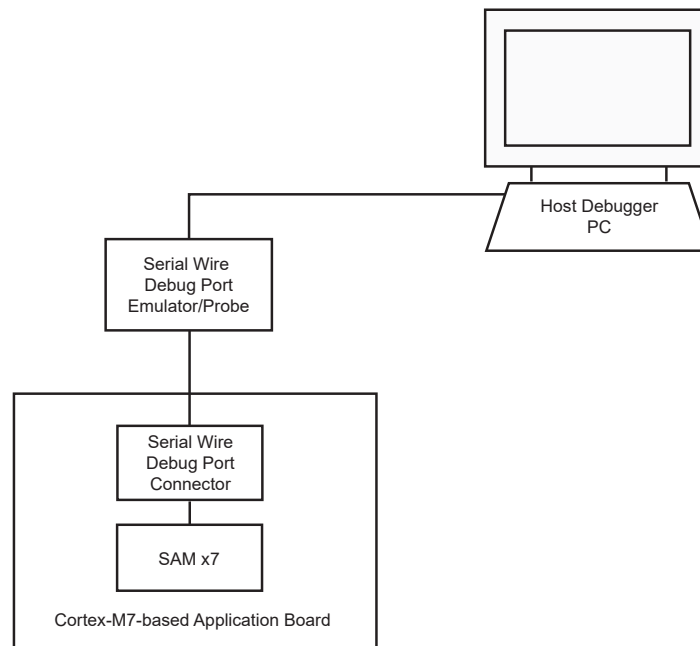 Host Debugger
PC
Serial Wire
Debug Port
Emulator/Probe
Serial Wire
Debug Port
Connector
SAM x7
Cortex-M7-based Application Board